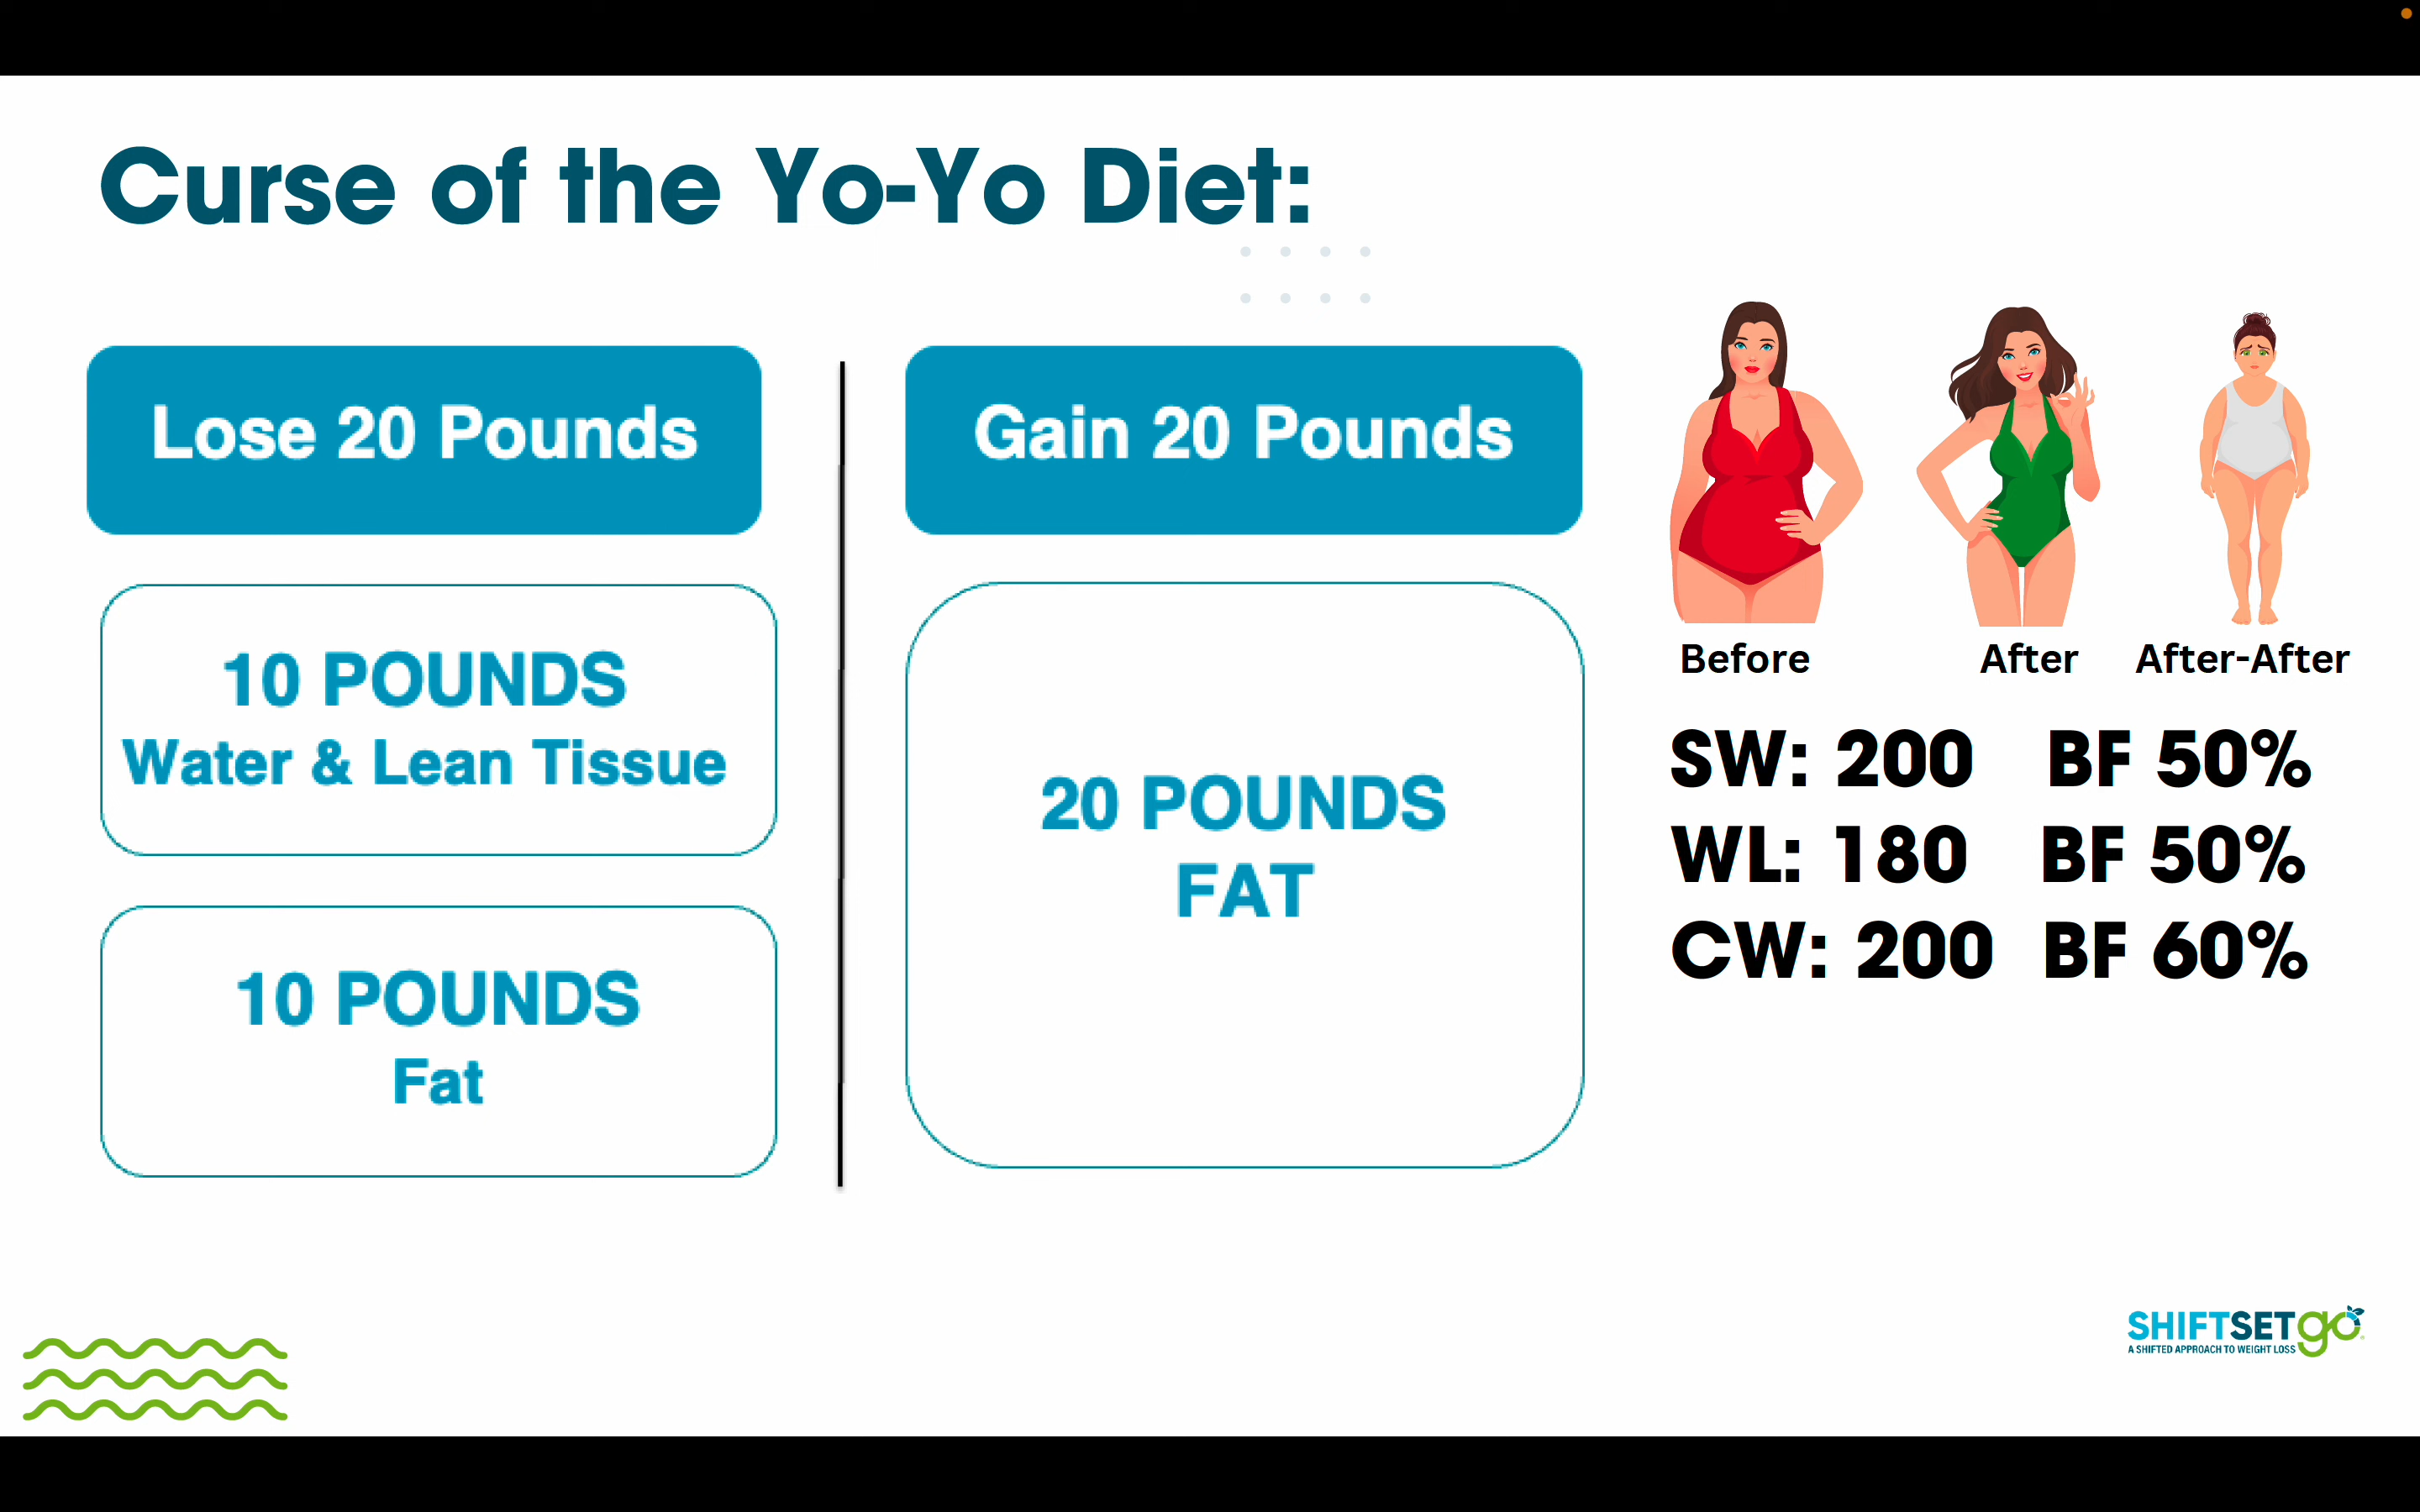 Curse of the Yo-Yo Diet:
Lose 20 Pounds
10 POUNDS
Water & Lean Tissue
10 POUNDS
Fat
Gain 20 Pounds
20 POUNDS
FAT
Before After After-After
SW: 200 BF 50%
WL: 180 BF 50%
CW: 200 BF 60%
SHIFTSETgo
A SHIFTED APPROACH TO WEIGHT LOSS